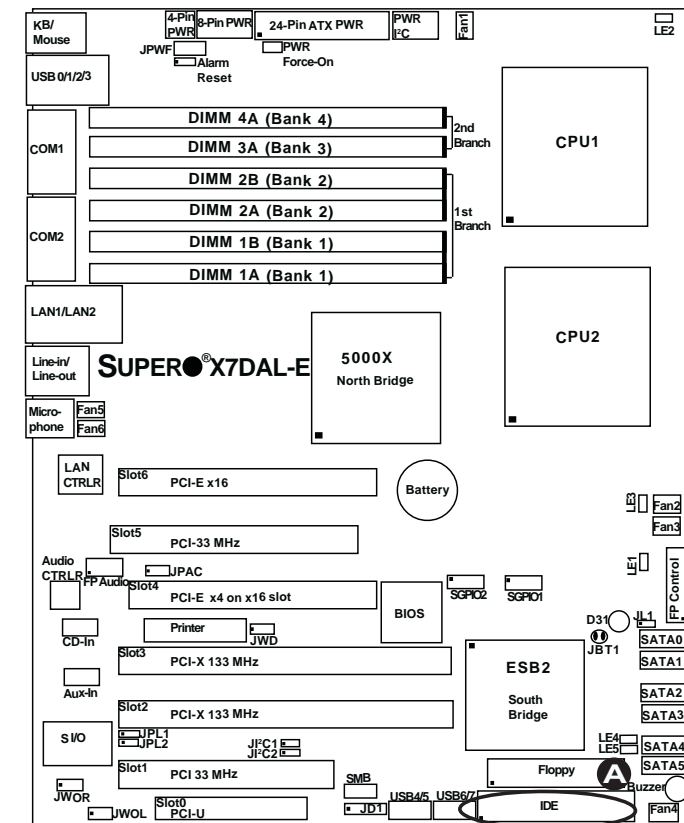 KB/
Mouse
4-Pin
PWR
8-Pin PWR
24-Pin ATX PWR
PWR
I²C
Fan1
LE2
JPWF
Alarm
Reset
PWR
Force-On
USB 0/1/2/3
DIMM 4A (Bank 4)
DIMM 3A (Bank 3)
2nd
Branch
DIMM 2B (Bank 2)
DIMM 2A (Bank 2)
DIMM 1B (Bank 1)
DIMM 1A (Bank 1)
1st
Branch
COM1
COM2
CPU1
CPU2
LAN1/LAN2
Line-in/
Line-out
SUPER●®X7DAL-E
5000X
North Bridge
Micro-
phone
Fan5
Fan6
LAN
CTRLR
Slot6
PCI-E x16
Battery
LE3
Fan2
Fan3
Slot5
PCI-33 MHz
Audio
CTRLR
FP Audio
JPAC
LE1
FP Control
Slot4
PCI-E x4 on x16 slot
BIOS
SGPIO2
SGPIO1
Printer
JWD
CD-In
D31
JL1
JBT1
SATA0
SATA1
Slot3
PCI-X 133 MHz
ESB2
South
Bridge
Aux-In
SATA2
SATA3
Slot2
PCI-X 133 MHz
S I/O
JPL1
JPL2
JI²C1
JI²C2
LE4
LE5
SATA4
SATA5
Slot1
PCI 33 MHz
SMB
Floppy
A
Buzzer
JWOR
JWOL
Slot0
PCI-U
JD1
USB4/5
USB6/7
IDE
Fan4